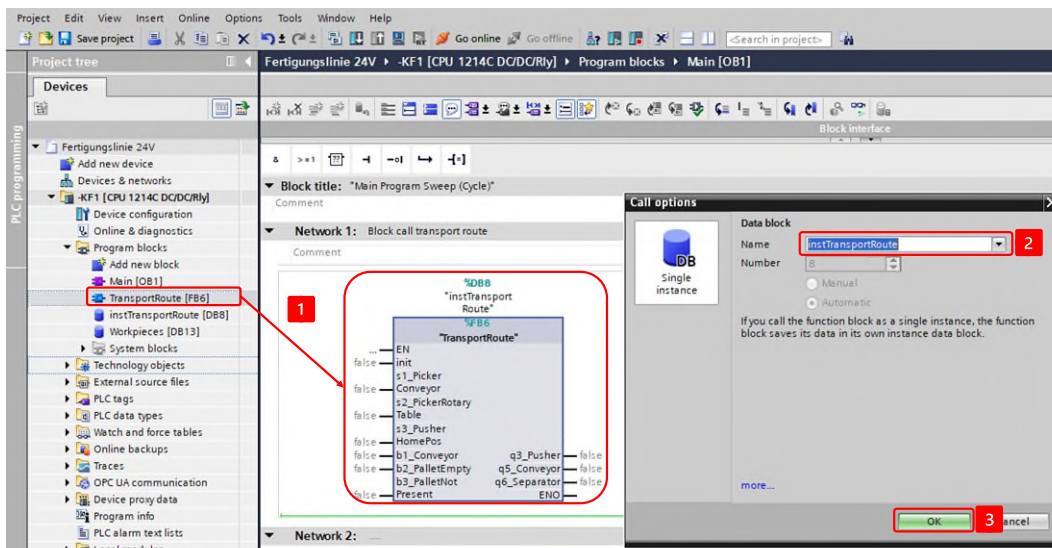 Project Edit View Insert Online Options Tools Window Help
Save project Go online Go offline <Search in project>
Project tree
Fertigungslinie 24V ▸ -KF1 [CPU 1214C DC/DC/Rly] ▸ Program blocks ▸ Main [OB1]
Devices
PLC programming
Block interface
Fertigungslinie 24V
Add new device
Devices & networks
-KF1 [CPU 1214C DC/DC/Rly]
Device configuration
Online & diagnostics
Program blocks
Add new block
Main [OB1]
TransportRoute [FB6]
instTransportRoute [DB8]
Workpieces [DB13]
System blocks
Technology objects
External source files
PLC tags
PLC data types
Watch and force tables
Online backups
Traces
OPC UA communication
Device proxy data
Program info
PLC alarm text lists
& >=1 ?? ⊣ -o| ↦ -[=]
Block title: "Main Program Sweep (Cycle)"
Comment
Network 1: Block call transport route
Comment
1
%DB8
"instTransport
Route"
%FB6
"TransportRoute"
... EN
false init
s1_Picker
false Conveyor
s2_PickerRotary
false Table
s3_Pusher
false HomePos
false b1_Conveyor q3_Pusher false
false b2_PalletEmpty q5_Conveyor false
b3_PalletNot q6_Separator false
false Present ENO
Network 2: ....
Call options
DB
Single
instance
Data block
Name instTransportRoute 2
Number 8
Manual
Automatic
If you call the function block as a single instance, the function
block saves its data in its own instance data block.
more...
OK 3 ancel